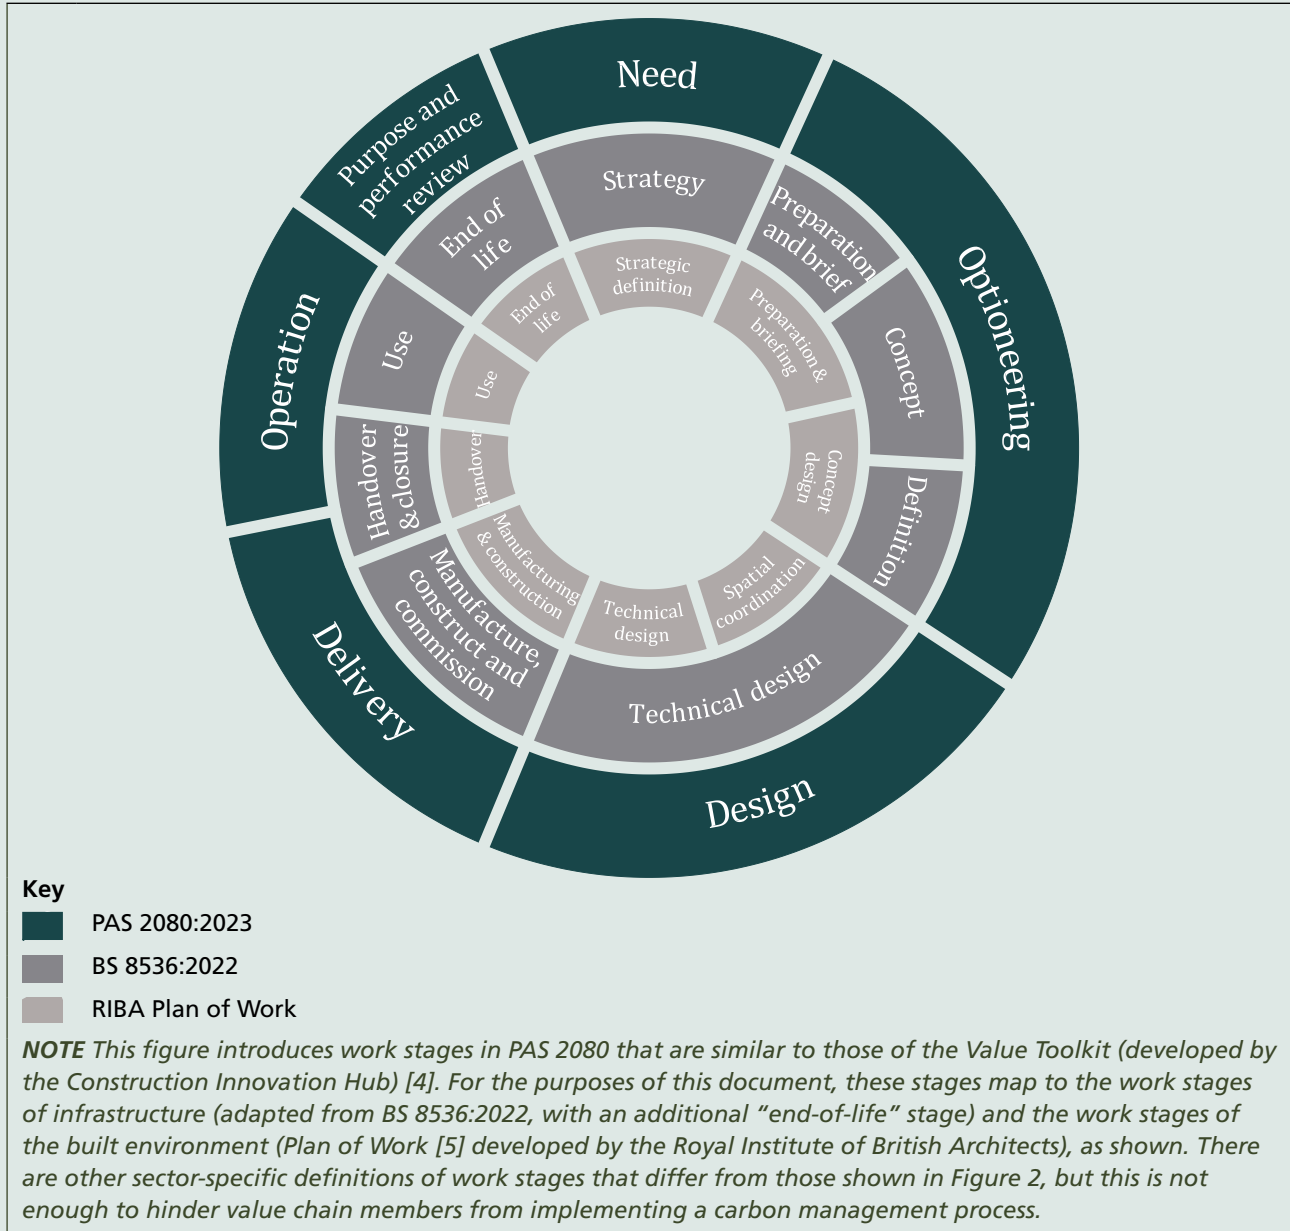 Need
Optioneering
Design
Delivery
Operation
Purpose and
performance
review
Strategy
Preparation
and brief
Concept
Definition
Technical design
Manufacture,
construct and
commission
Handover
& closure
Use
End of
life
Strategic
definition
Preparation &
briefing
Concept
design
Spatial
coordination
Technical
design
Manufacturing
& construction
Handover
Use
End of
life
Key
PAS 2080:2023
BS 8536:2022
RIBA Plan of Work
NOTE This figure introduces work stages in PAS 2080 that are similar to those of the Value Toolkit (developed by
the Construction Innovation Hub) [4]. For the purposes of this document, these stages map to the work stages
of infrastructure (adapted from BS 8536:2022, with an additional “end-of-life” stage) and the work stages of
the built environment (Plan of Work [5] developed by the Royal Institute of British Architects), as shown. There
are other sector-specific definitions of work stages that differ from those shown in Figure 2, but this is not
enough to hinder value chain members from implementing a carbon management process.